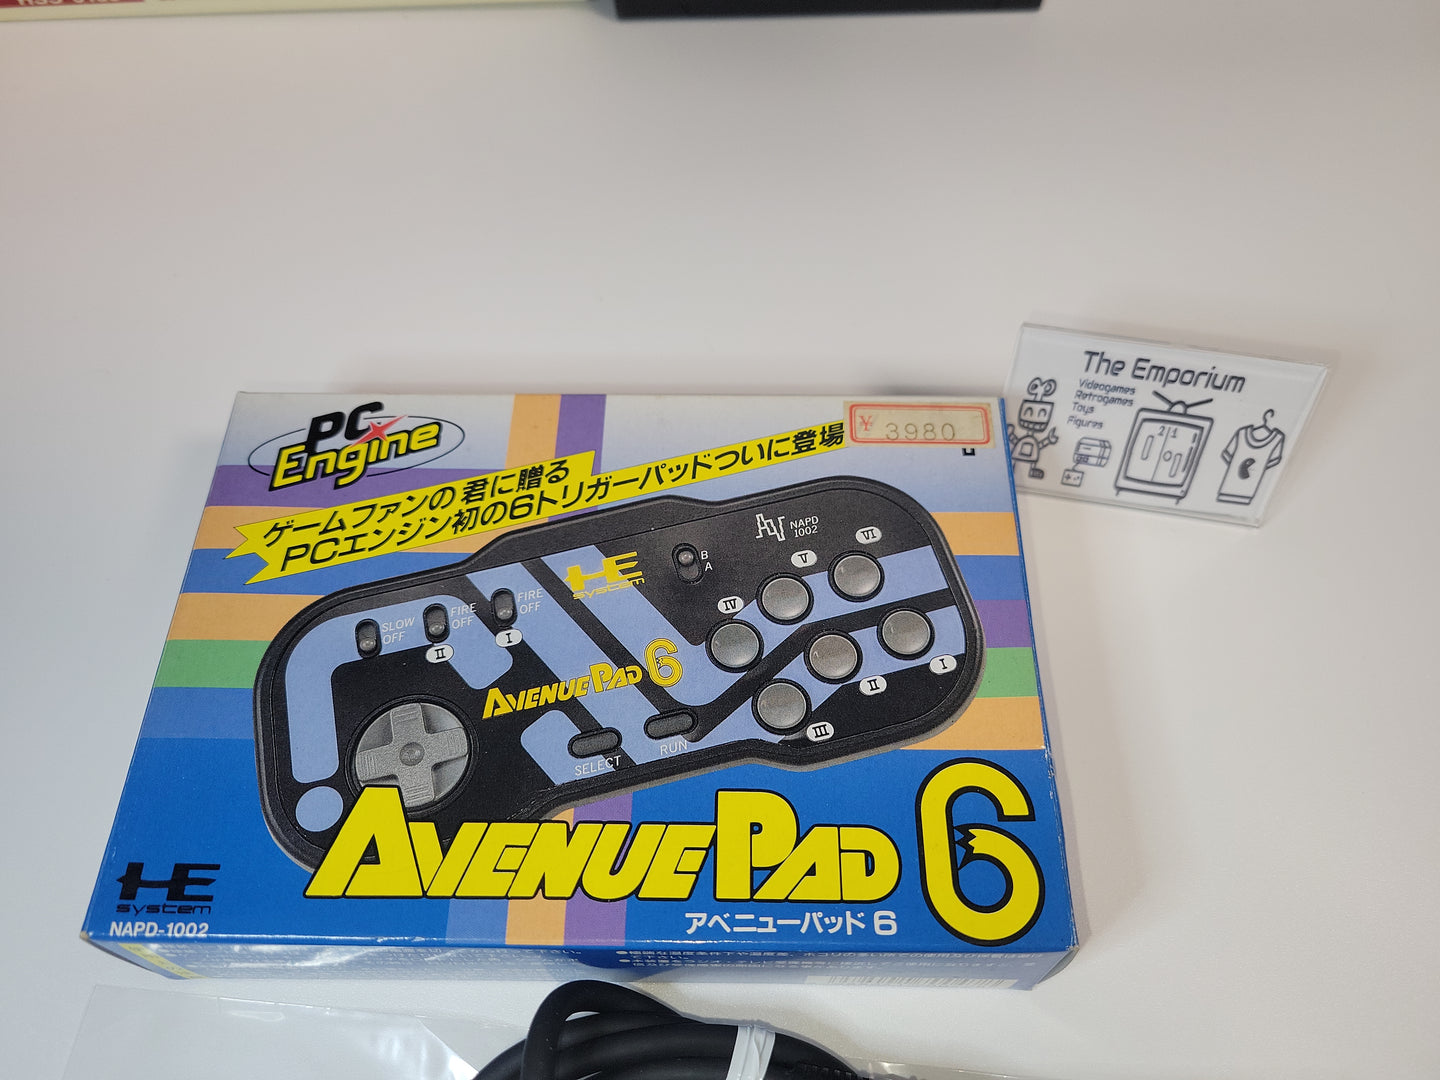 PC
Engine
ゲームファンの君に贈る
PCエンジン初の6トリガーパッドついに登場
¥ 3980
The Emporium
Videogames
Retrogames
Toys
Figures
2|1
HE
system
B
A
AV NAPD
1002
SLOW
OFF
FIRE
OFF
II
FIRE
OFF
I
IV
V
VI
III
II
I
AVENUE PAD 6
SELECT
RUN
AVENUE PAD 6
アベニューパッド 6
HE
system
NAPD-1002